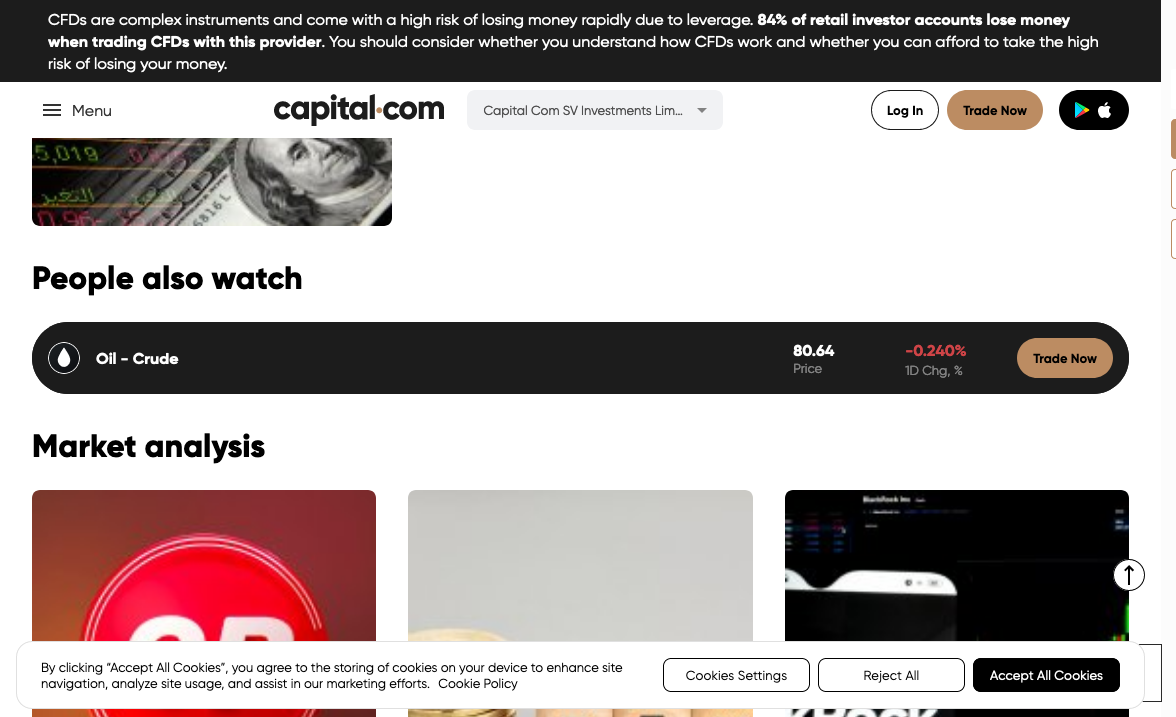 CFDs are complex instruments and come with a high risk of losing money rapidly due to leverage. 84% of retail investor accounts lose money
when trading CFDs with this provider. You should consider whether you understand how CFDs work and whether you can afford to take the high
risk of losing your money.
Menu
capital.com
Capital Com SV Investments Lim...
Log In
Trade Now
5,019
التغير
6816 L
People also watch
Oil - Crude
80.64
Price
-0.240%
1D Chg, %
Trade Now
Market analysis
BlackRock Inc
By clicking "Accept All Cookies", you agree to the storing of cookies on your device to enhance site
navigation, analyze site usage, and assist in our marketing efforts. Cookie Policy
Cookies Settings
Reject All
Accept All Cookies